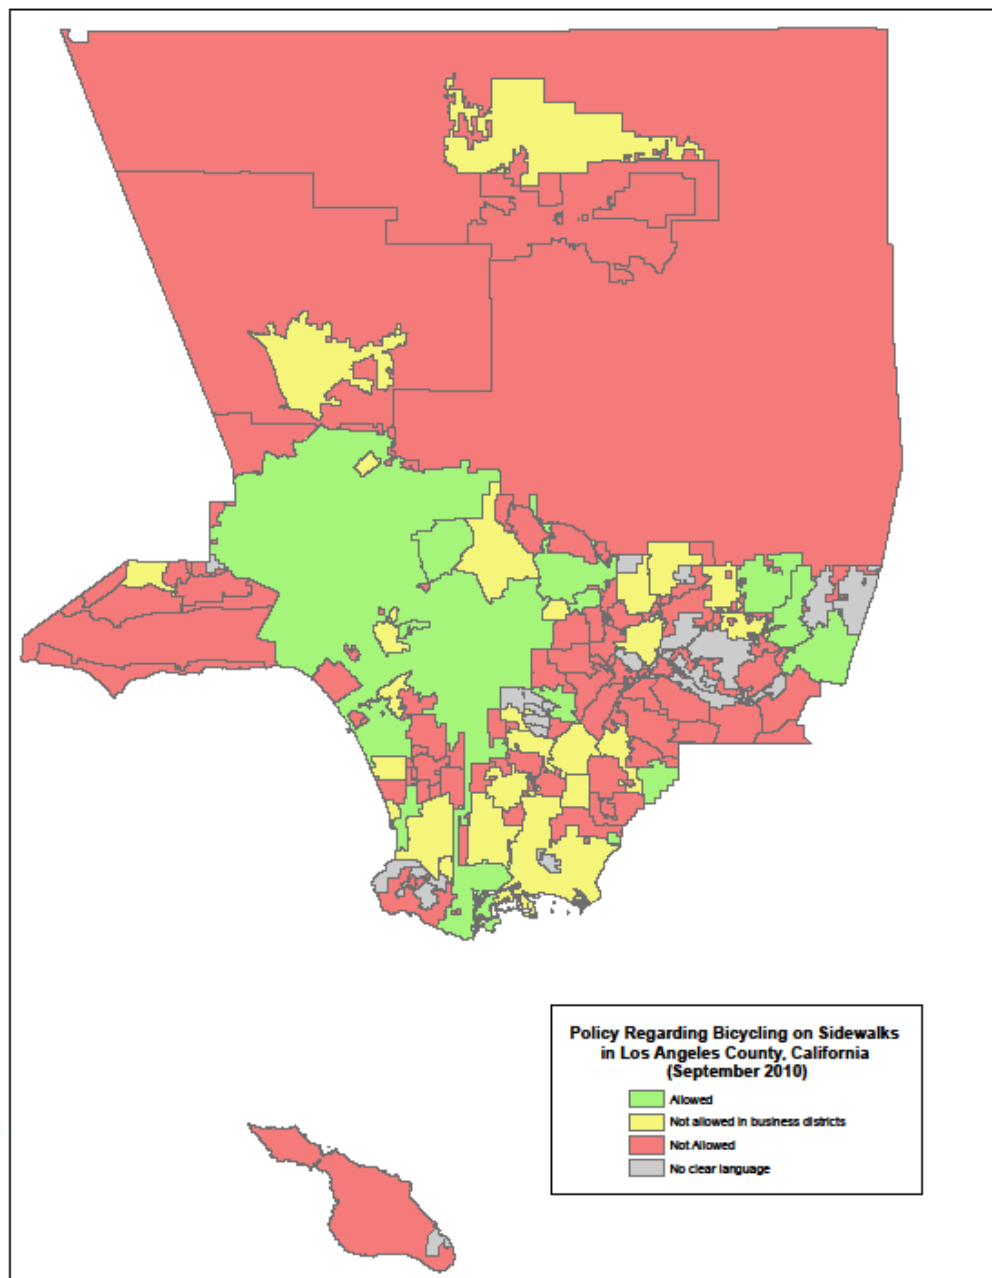 Policy Regarding Bicycling on Sidewalks
in Los Angeles County, California
(September 2010)
Allowed
Not allowed in business districts
Not Allowed
No clear language